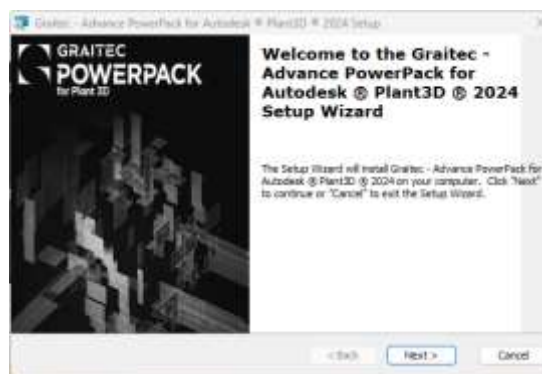 Graitec - Advance PowerPack for Autodesk ® Plant3D ® 2024 Setup
GRAITEC
POWERPACK
for Plant 3D
Welcome to the Graitec -
Advance PowerPack for
Autodesk ® Plant3D ® 2024
Setup Wizard
The Setup Wizard will install Graitec - Advance PowerPack for
Autodesk ® Plant3D ® 2024 on your computer. Click "Next"
to continue or "Cancel" to exit the Setup Wizard.
< Back
Next >
Cancel